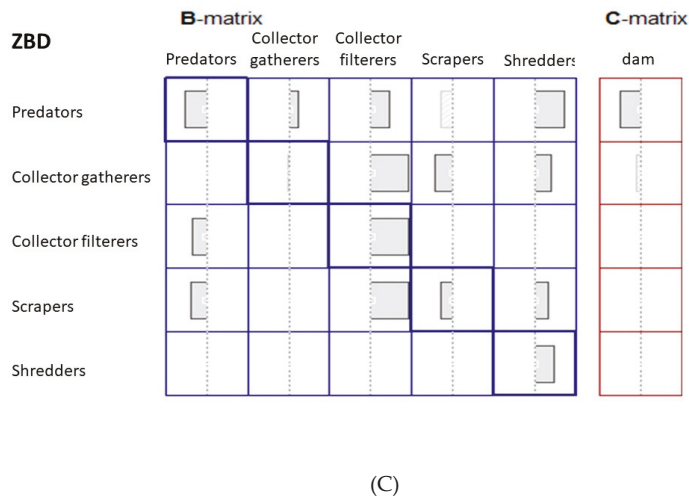 B-matrix
C-matrix
ZBD
Predators
Collector gatherers
Collector filterers
Scrapers
Shredders
dam
Predators
Collector gatherers
Collector filterers
Scrapers
Shredders
(C)